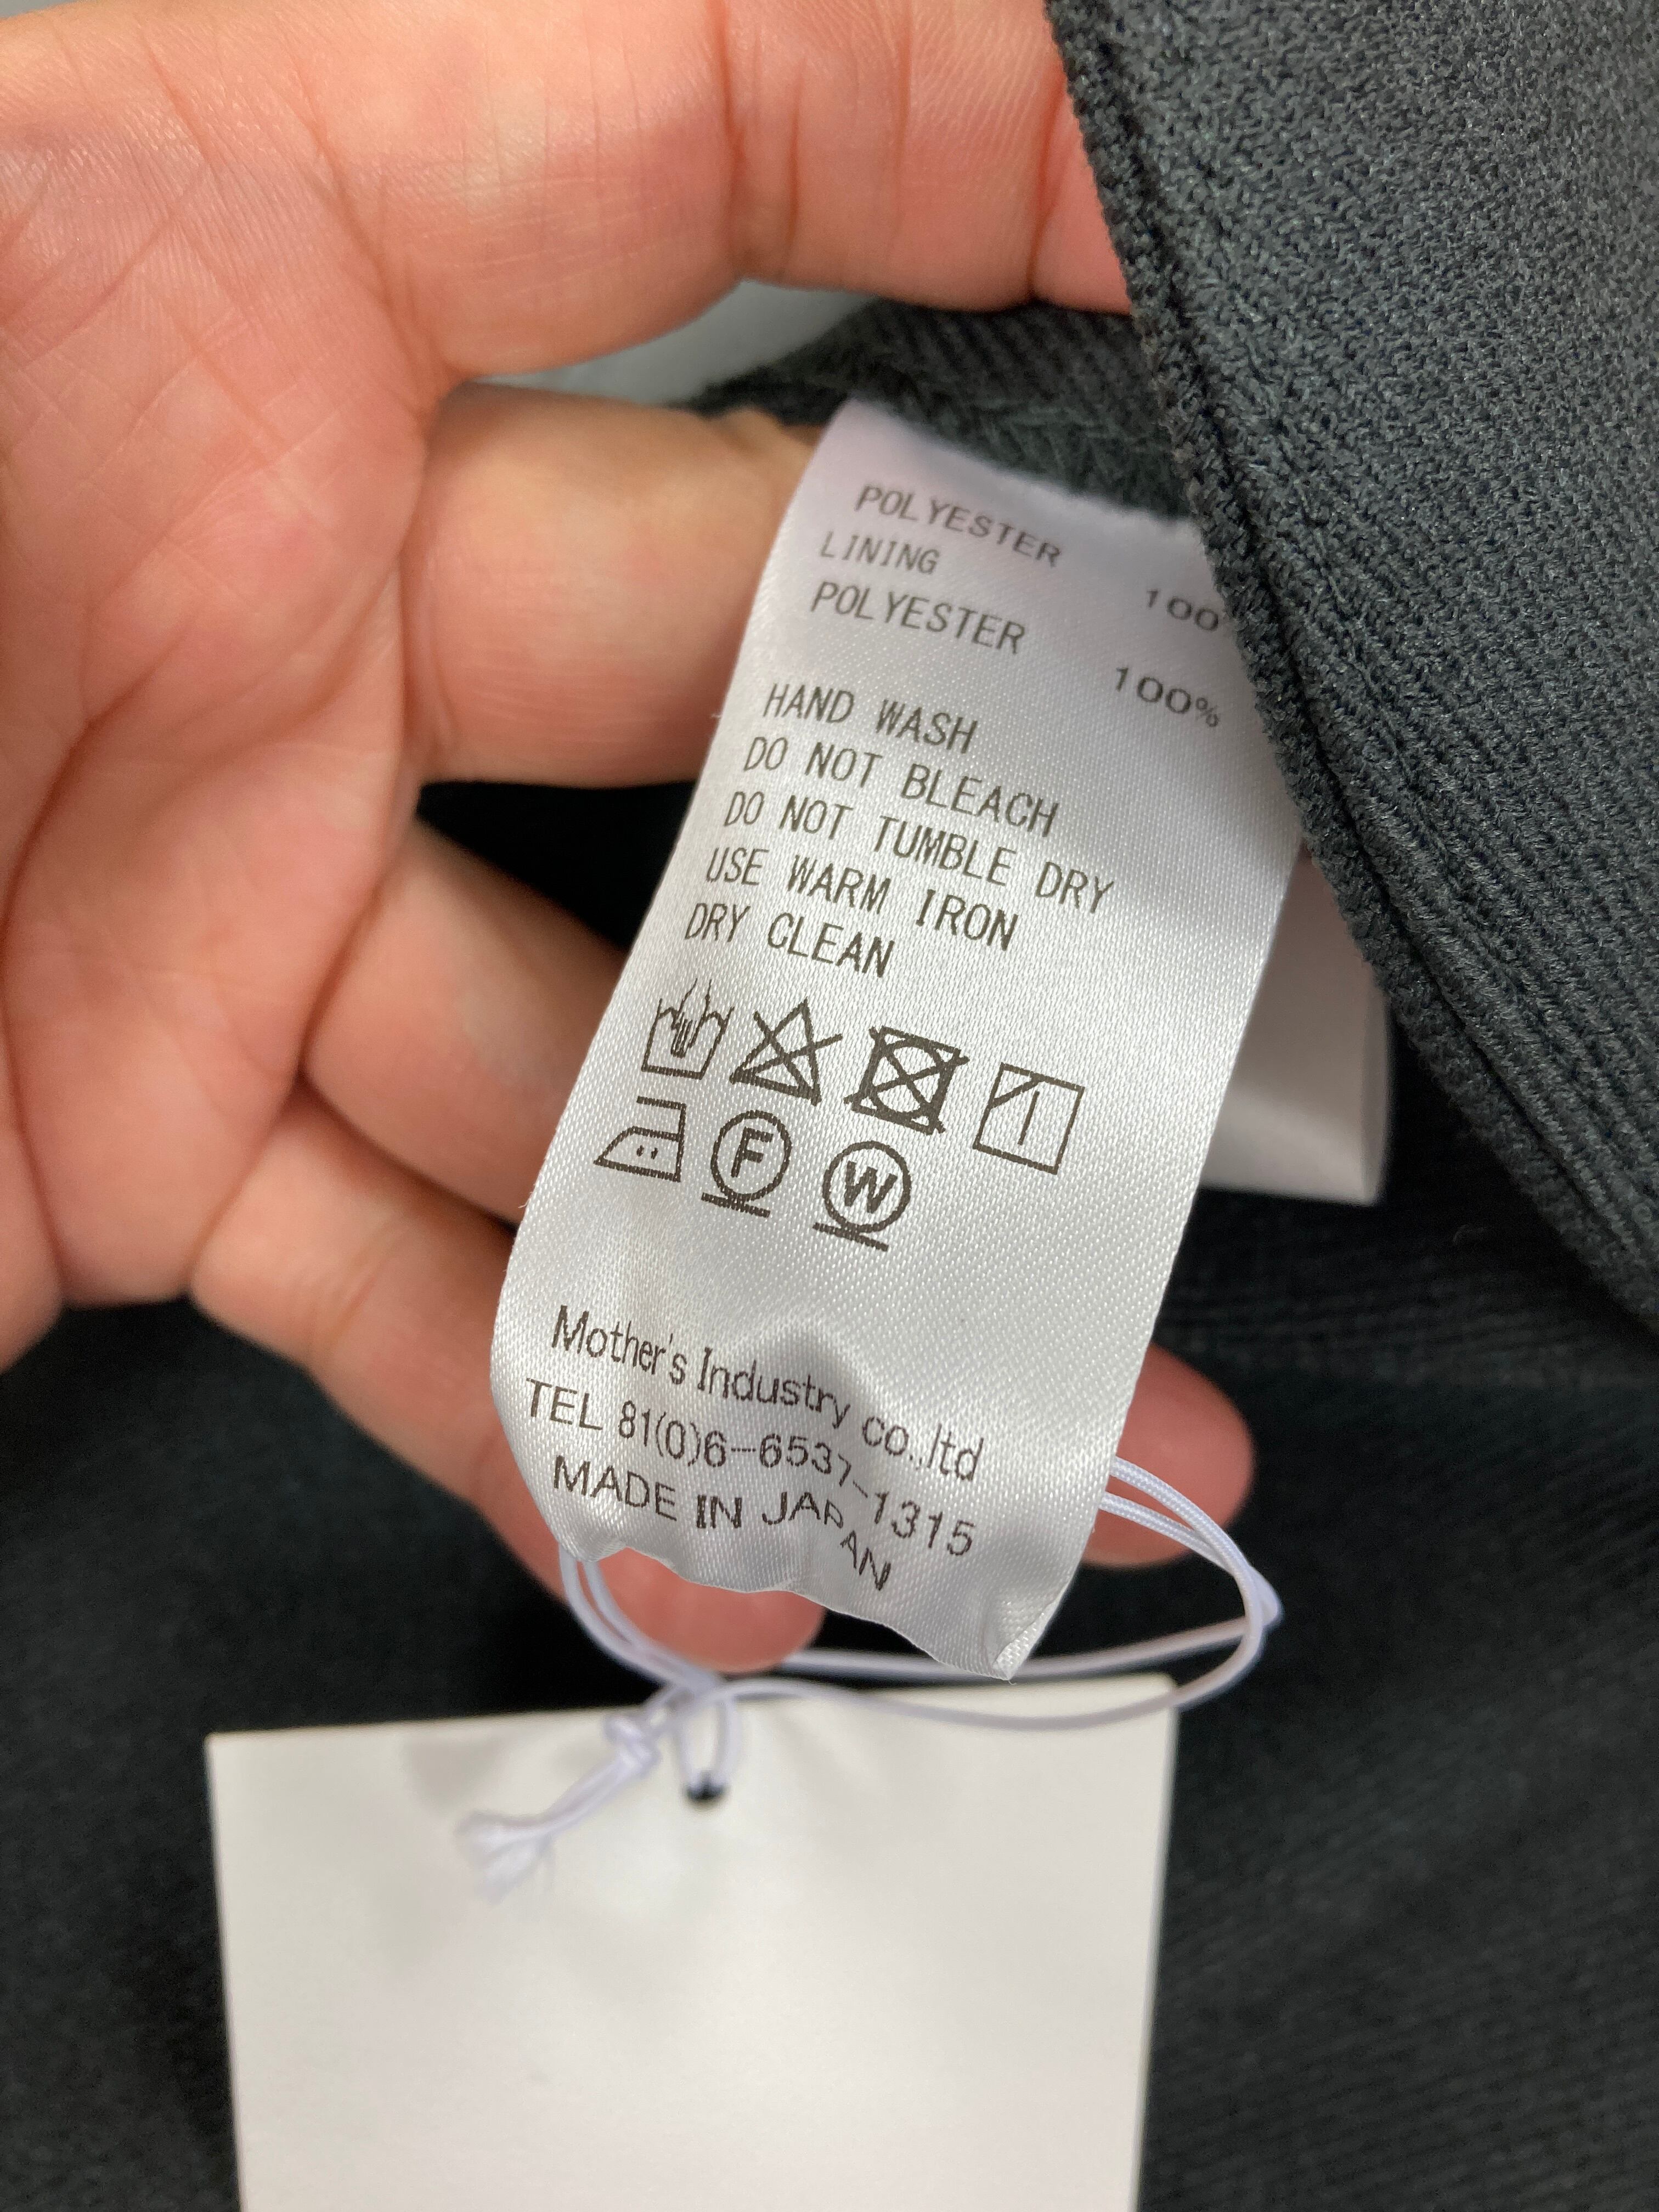 POLYESTER 100
LINING
POLYESTER 100%
HAND WASH
DO NOT BLEACH
DO NOT TUMBLE DRY
USE WARM IRON
DRY CLEAN
F W
Mother's Industry co.,ltd
TEL 81(0)6-6537-1315
MADE IN JAPAN